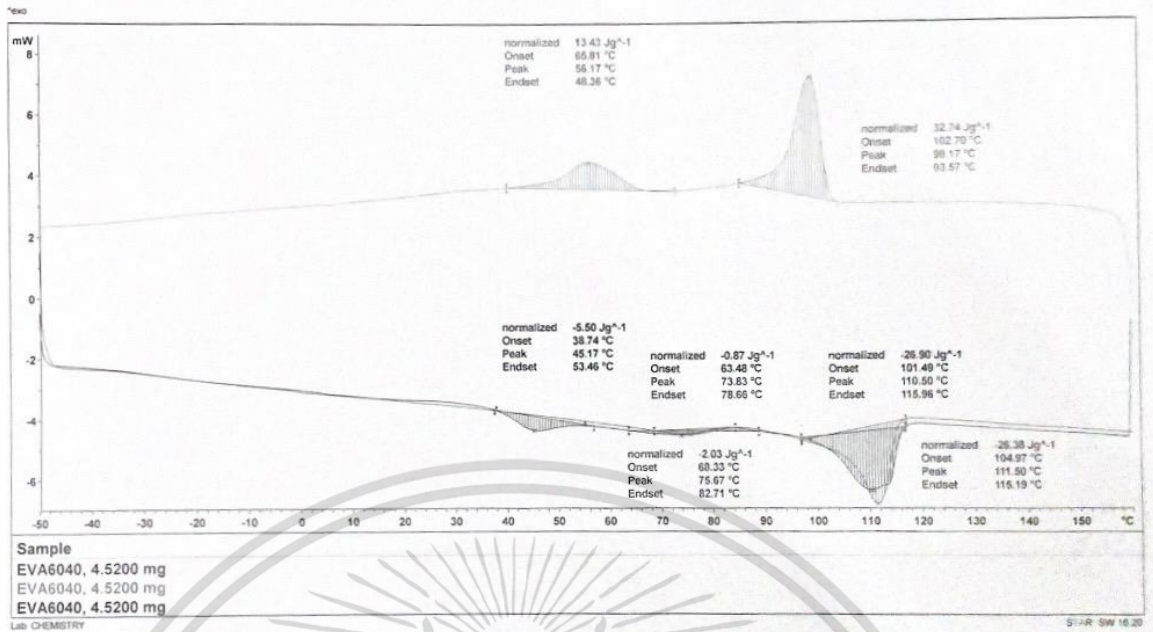 ^exo
mW
8
normalized 13.43 Jg^-1
Onset 65.81 °C
Peak 56.17 °C
Endset 48.36 °C
6
normalized 32.74 Jg^-1
Onset 102.70 °C
Peak 99.17 °C
Endset 93.57 °C
4
2
0
-2
normalized -5.50 Jg^-1
Onset 38.74 °C
Peak 45.17 °C
Endset 53.46 °C
normalized -0.87 Jg^-1
Onset 63.48 °C
Peak 73.83 °C
Endset 78.66 °C
normalized -26.90 Jg^-1
Onset 101.49 °C
Peak 110.50 °C
Endset 115.96 °C
-4
normalized -2.03 Jg^-1
Onset 68.33 °C
Peak 75.67 °C
Endset 82.71 °C
normalized -26.38 Jg^-1
Onset 104.97 °C
Peak 111.50 °C
Endset 115.19 °C
-6
-50 -40 -30 -20 -10 0 10 20 30 40 50 60 70 80 90 100 110 120 130 140 150 °C
Sample
EVA6040, 4.5200 mg
EVA6040, 4.5200 mg
EVA6040, 4.5200 mg
Lab CHEMISTRY
SW 16.20